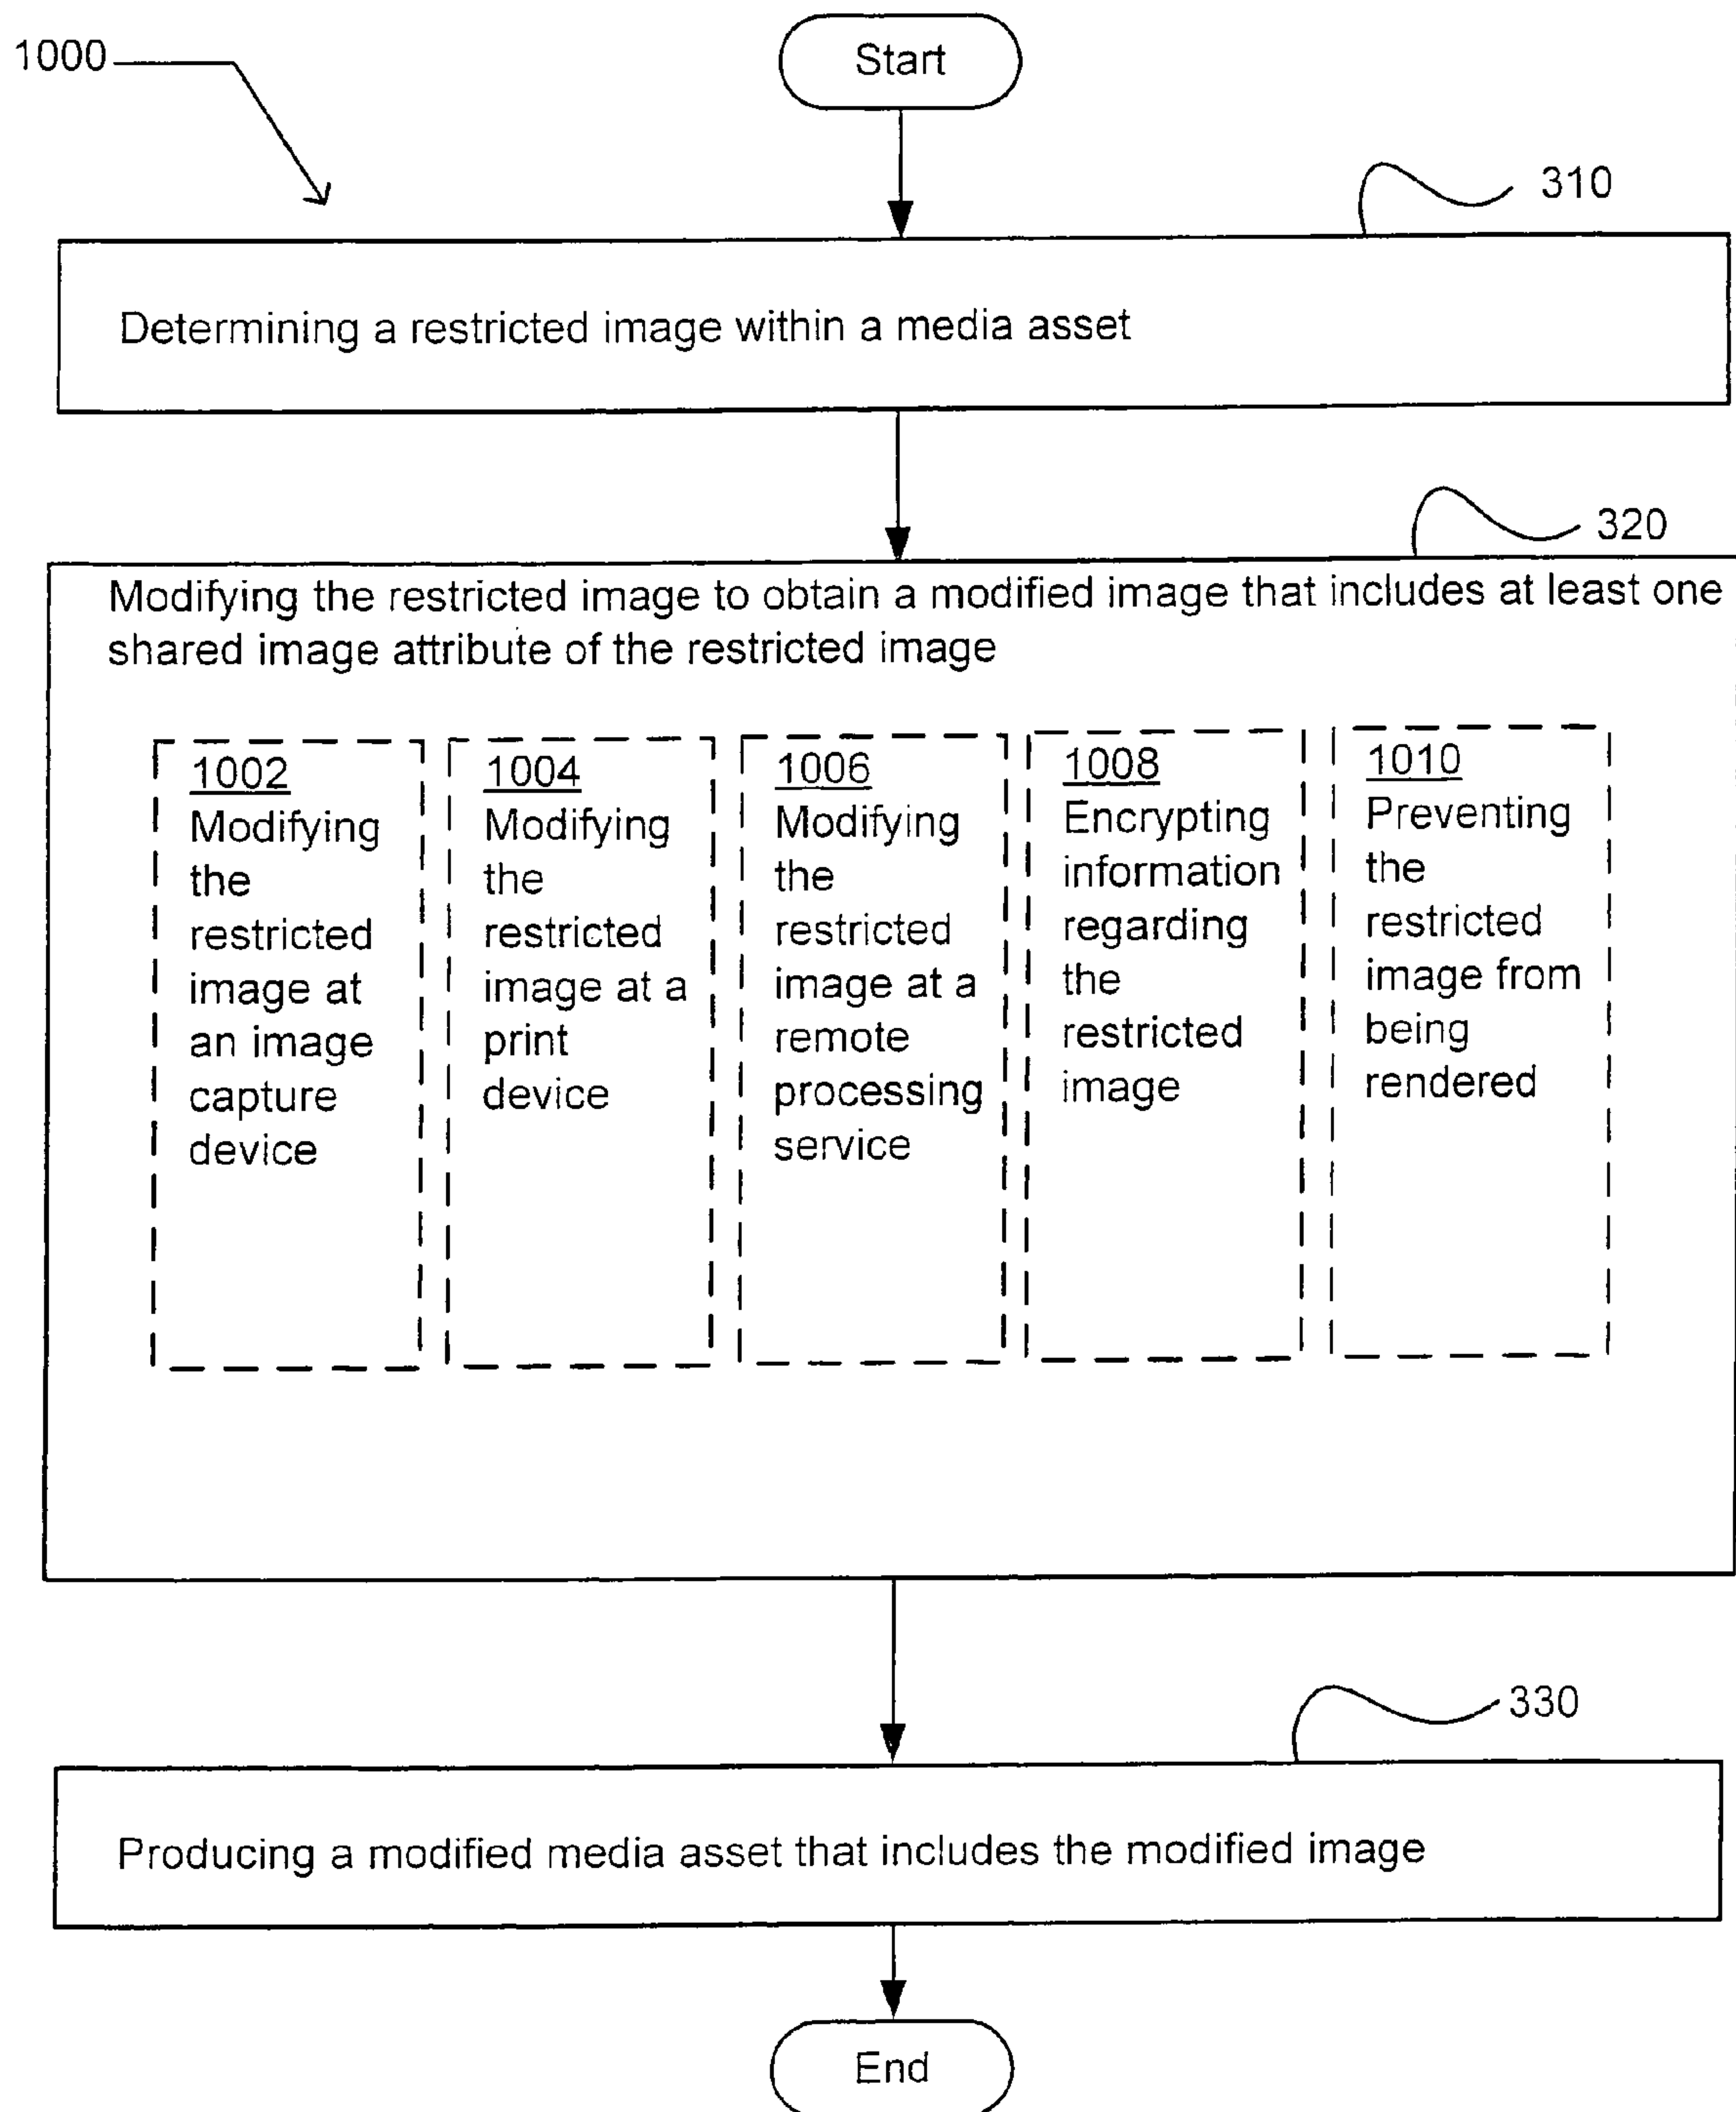 1000
Start
310
Determining a restricted image within a media asset
320
Modifying the restricted image to obtain a modified image that includes at least one
shared image attribute of the restricted image
1002
Modifying
the
restricted
image at
an image
capture
device
1004
Modifying
the
restricted
image at a
print
device
1006
Modifying
the
restricted
image at a
remote
processing
service
1008
Encrypting
information
regarding
the
restricted
image
1010
Preventing
the
restricted
image from
being
rendered
330
Producing a modified media asset that includes the modified image
End